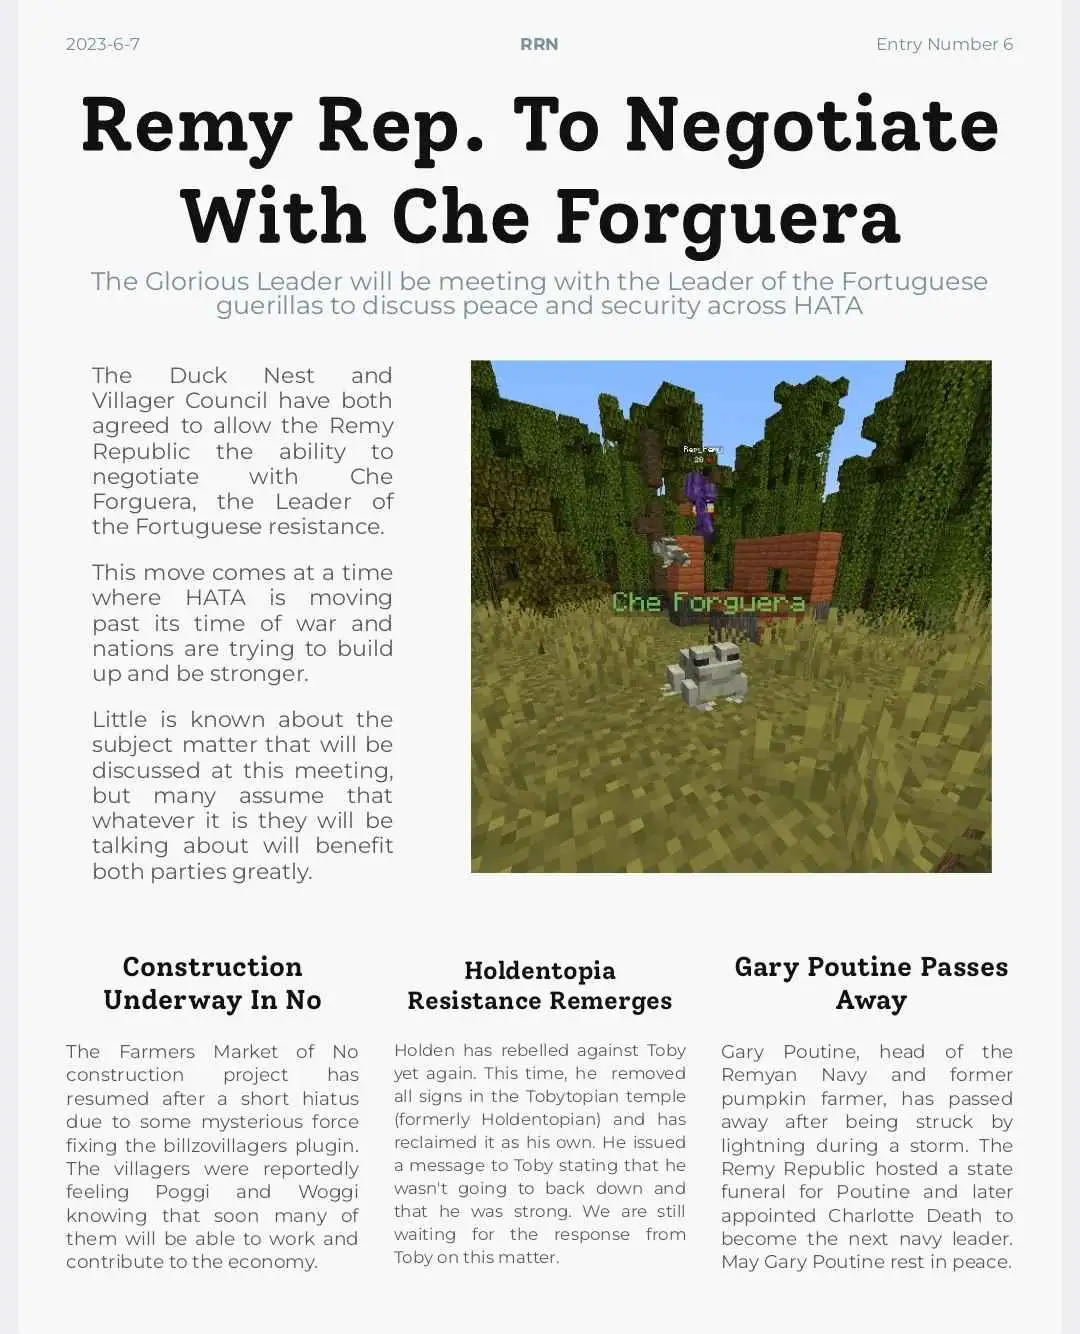 2023-6-7
RRN
Entry Number 6
Remy Rep. To Negotiate
With Che Forguera
The Glorious Leader will be meeting with the Leader of the Fortuguese
guerillas to discuss peace and security across HATA
The Duck Nest and
Villager Council have both
agreed to allow the Remy
Republic the ability to
negotiate with Che
Forguera, the Leader of
the Fortuguese resistance.
This move comes at a time
where HATA is moving
past its time of war and
nations are trying to build
up and be stronger.
Little is known about the
subject matter that will be
discussed at this meeting,
but many assume that
whatever it is they will be
talking about will benefit
both parties greatly.
20
Che Forguera
Construction
Underway In No
The Farmers Market of No
construction project has
resumed after a short hiatus
due to some mysterious force
fixing the billzovillagers plugin.
The villagers were reportedly
feeling Poggi and Woggi
knowing that soon many of
them will be able to work and
contribute to the economy.
Holdentopia
Resistance Remerges
Holden has rebelled against Toby
yet again. This time, he removed
all signs in the Tobytopian temple
(formerly Holdentopian) and has
reclaimed it as his own. He issued
a message to Toby stating that he
wasn't going to back down and
that he was strong. We are still
waiting for the response from
Toby on this matter.
Gary Poutine Passes
Away
Gary Poutine, head of the
Remyan Navy and former
pumpkin farmer, has passed
away after being struck by
lightning during a storm. The
Remy Republic hosted a state
funeral for Poutine and later
appointed Charlotte Death to
become the next navy leader.
May Gary Poutine rest in peace.